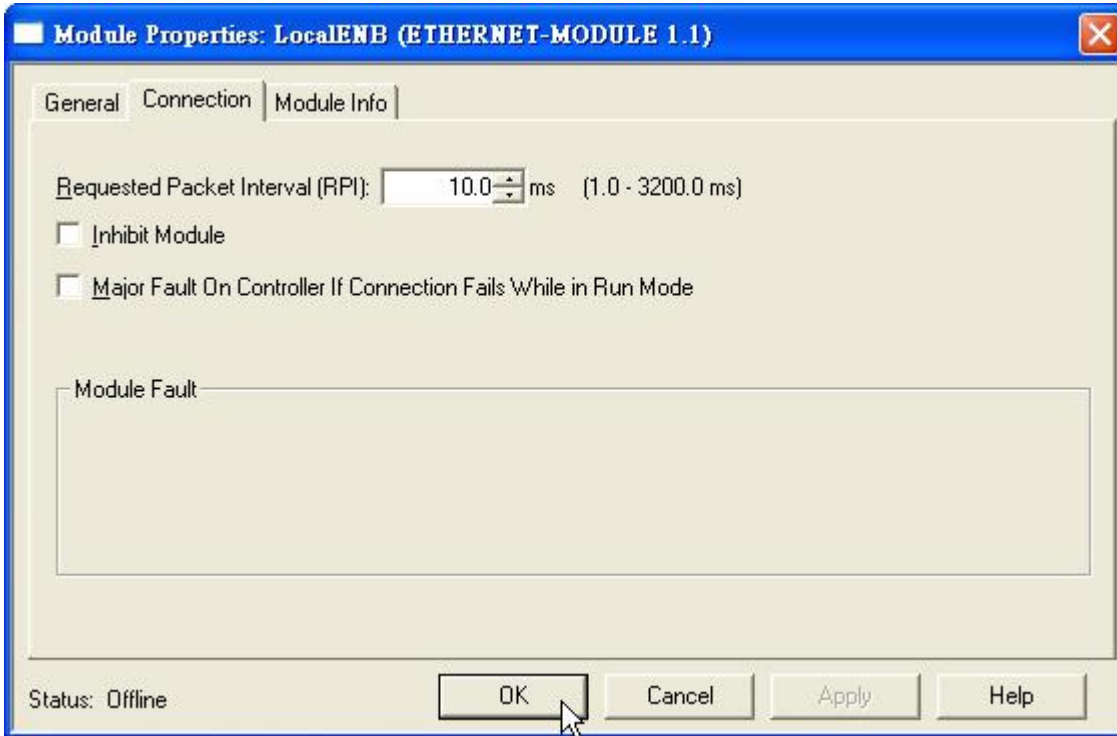 Module Properties: LocalENB (ETHERNET-MODULE 1.1)
General Connection Module Info
Requested Packet Interval (RPI): 10.0 ms (1.0 - 3200.0 ms)
Inhibit Module
Major Fault On Controller If Connection Fails While in Run Mode
Module Fault
Status: Offline OK Cancel Apply Help